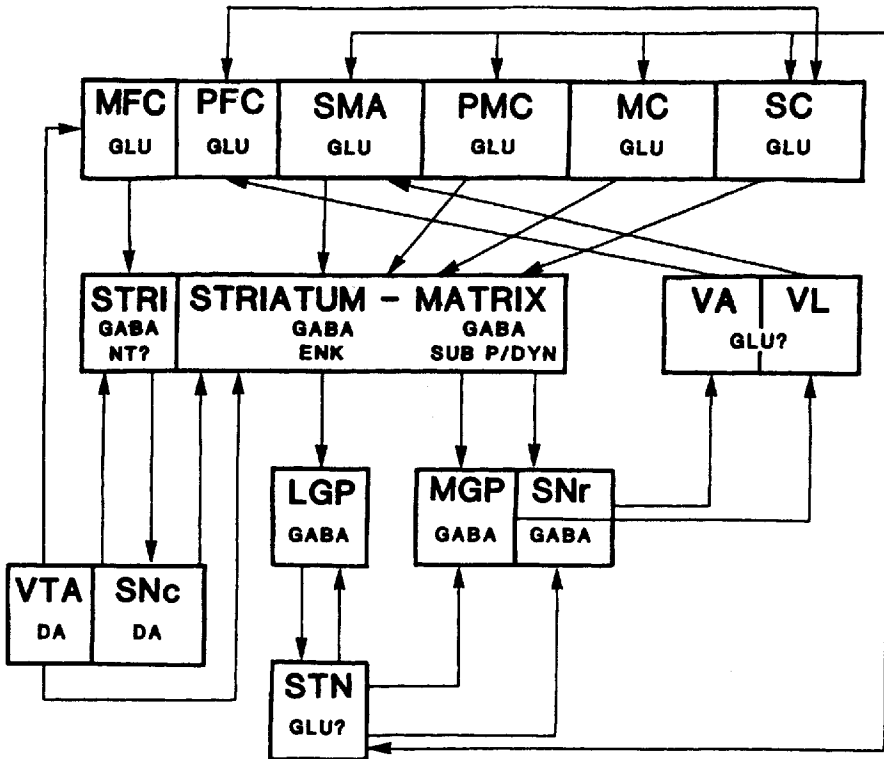 MFC PFC SMA PMC MC SC
GLU GLU GLU GLU GLU GLU
STRI STRIATUM - MATRIX
GABA GABA GABA
NT? ENK SUB P/DYN
VA VL
GLU?
LGP MGP SNr
GABA GABA GABA
VTA SNc
DA DA
STN
GLU?